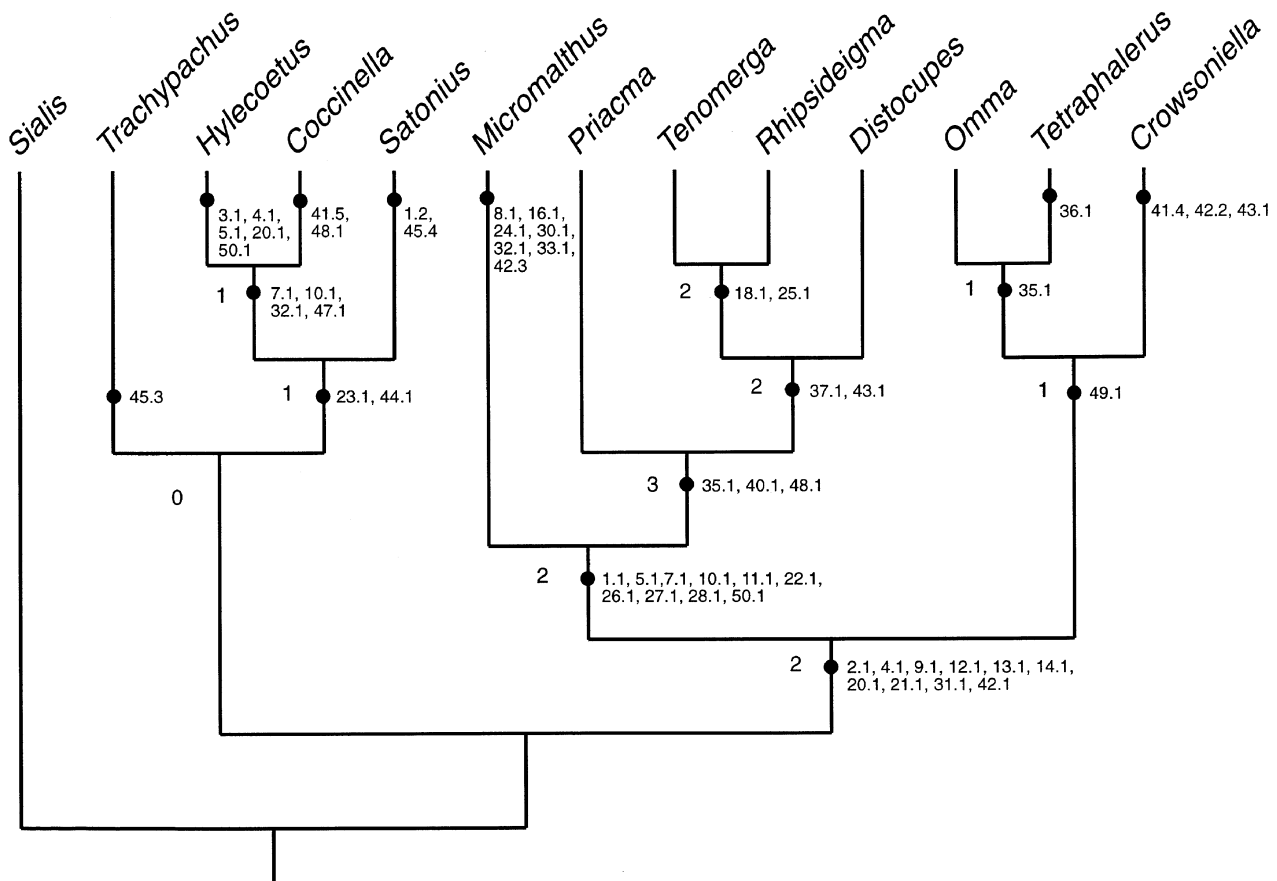 Sialis
Trachypachus
Hylecoetus
Coccinella
Satonius
Micromalthus
Priacma
Tenomerga
Rhipsideigma
Distocupes
Omma
Tetraphalerus
Crowsoniella
3.1, 4.1,
5.1, 20.1,
50.1
41.5,
48.1
1.2,
45.4
8.1, 16.1,
24.1, 30.1,
32.1, 33.1,
42.3
36.1
41.4, 42.2, 43.1
1
7.1, 10.1,
32.1, 47.1
2
18.1, 25.1
1
35.1
45.3
1
23.1, 44.1
2
37.1, 43.1
1
49.1
0
3
35.1, 40.1, 48.1
2
1.1, 5.1,7.1, 10.1, 11.1, 22.1,
26.1, 27.1, 28.1, 50.1
2
2.1, 4.1, 9.1, 12.1, 13.1, 14.1,
20.1, 21.1, 31.1, 42.1